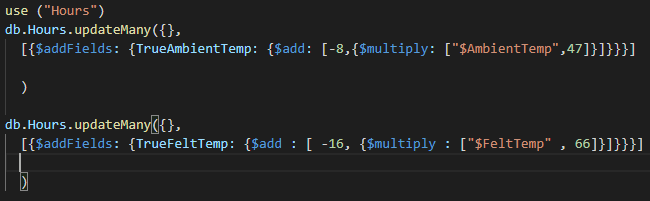 use ("Hours")
db.Hours.updateMany({},
[{$addFields: {TrueAmbientTemp: {$add: [-8,{$multiply: ["$AmbientTemp",47]}]}}}]
)
db.Hours.updateMany({},
[{$addFields: {TrueFeltTemp: {$add : [ -16, {$multiply : ["$FeltTemp" , 66]}]}}}]
)